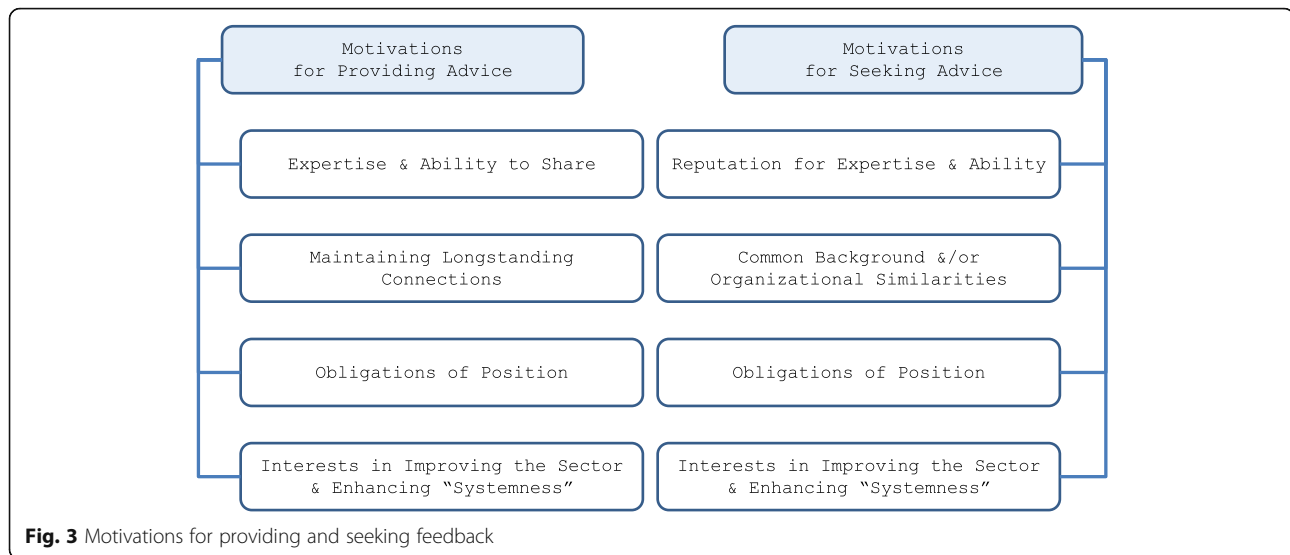 Motivations
for Providing Advice
Motivations
for Seeking Advice
Expertise & Ability to Share
Reputation for Expertise & Ability
Maintaining Longstanding
Connections
Common Background &/or
Organizational Similarities
Obligations of Position
Obligations of Position
Interests in Improving the Sector
& Enhancing “Systemness”
Interests in Improving the Sector
& Enhancing “Systemness”
Fig. 3 Motivations for providing and seeking feedback